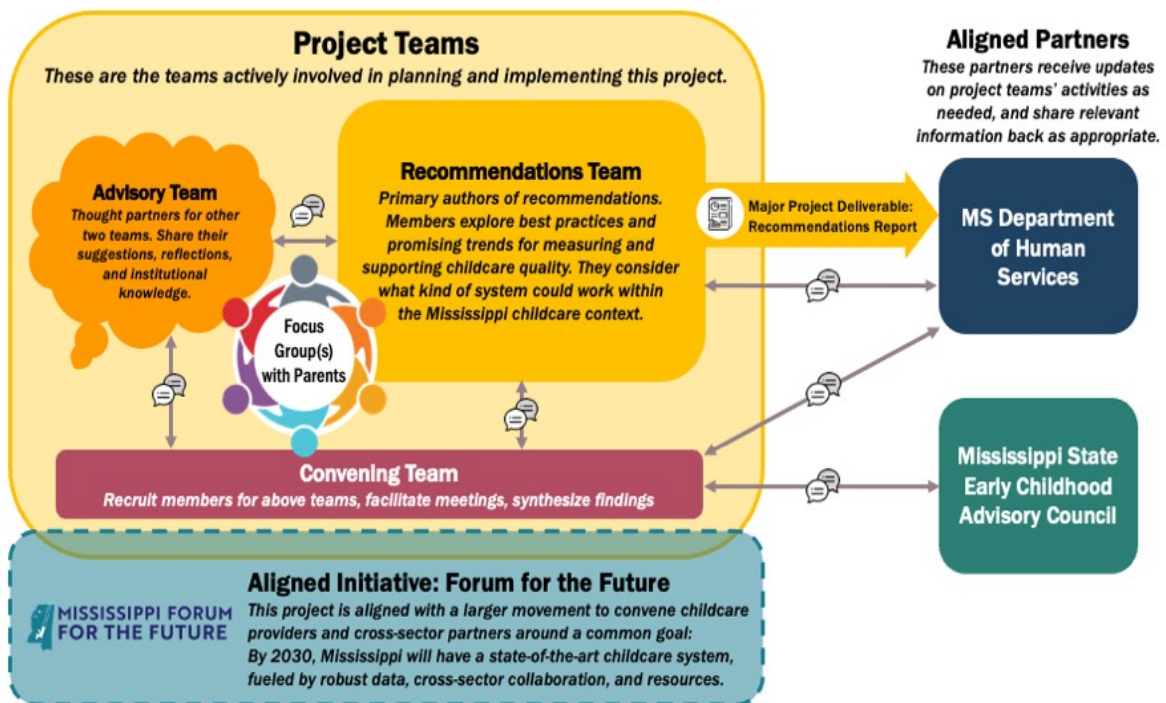 Project Teams
These are the teams actively involved in planning and implementing this project.
Advisory Team
Thought partners for other
two teams. Share their
suggestions, reflections,
and institutional
knowledge.
Recommendations Team
Primary authors of recommendations.
Members explore best practices and
promising trends for measuring and
supporting childcare quality. They consider
what kind of system could work within
the Mississippi childcare context.
Focus
Group(s)
with Parents
Convening Team
Recruit members for above teams, facilitate meetings, synthesize findings
Major Project Deliverable:
Recommendations Report
Aligned Partners
These partners receive updates
on project teams' activities as
needed, and share relevant
information back as appropriate.
MS Department
of Human
Services
Mississippi State
Early Childhood
Advisory Council
MISSISSIPPI FORUM
FOR THE FUTURE
Aligned Initiative: Forum for the Future
This project is aligned with a larger movement to convene childcare
providers and cross-sector partners around a common goal:
By 2030, Mississippi will have a state-of-the-art childcare system,
fueled by robust data, cross-sector collaboration, and resources.